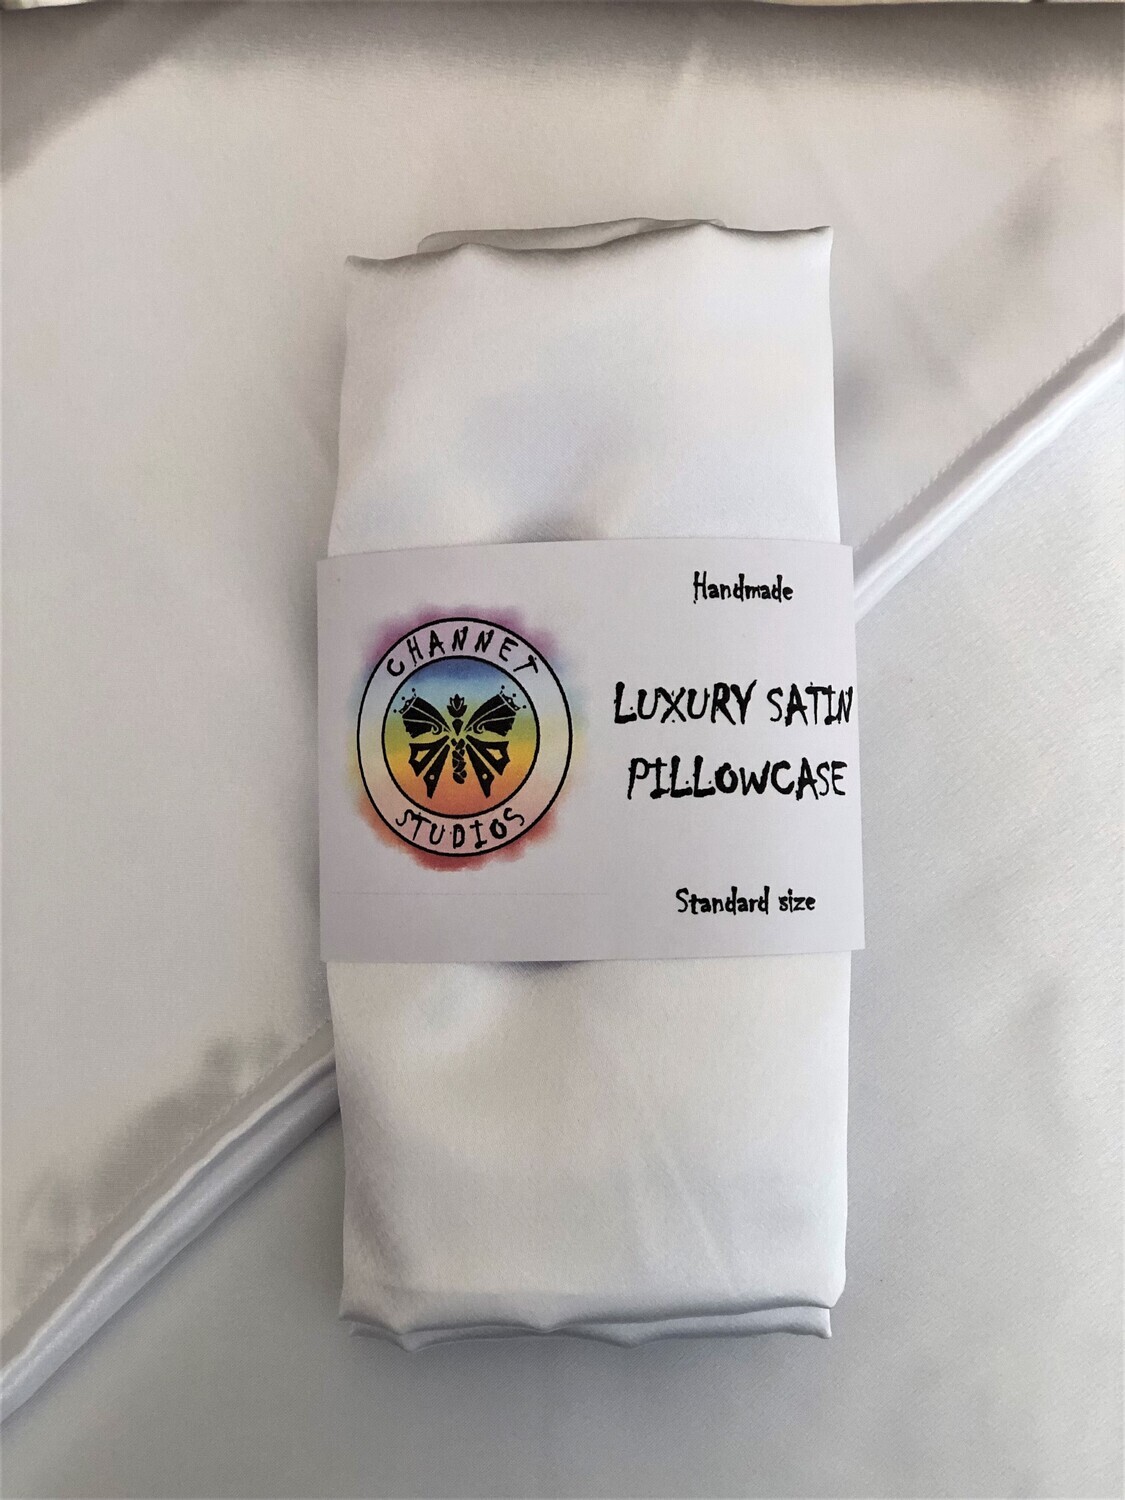 CHANNET
STUDIOS
Handmade
LUXURY SATIN
PILLOWCASE
Standard size